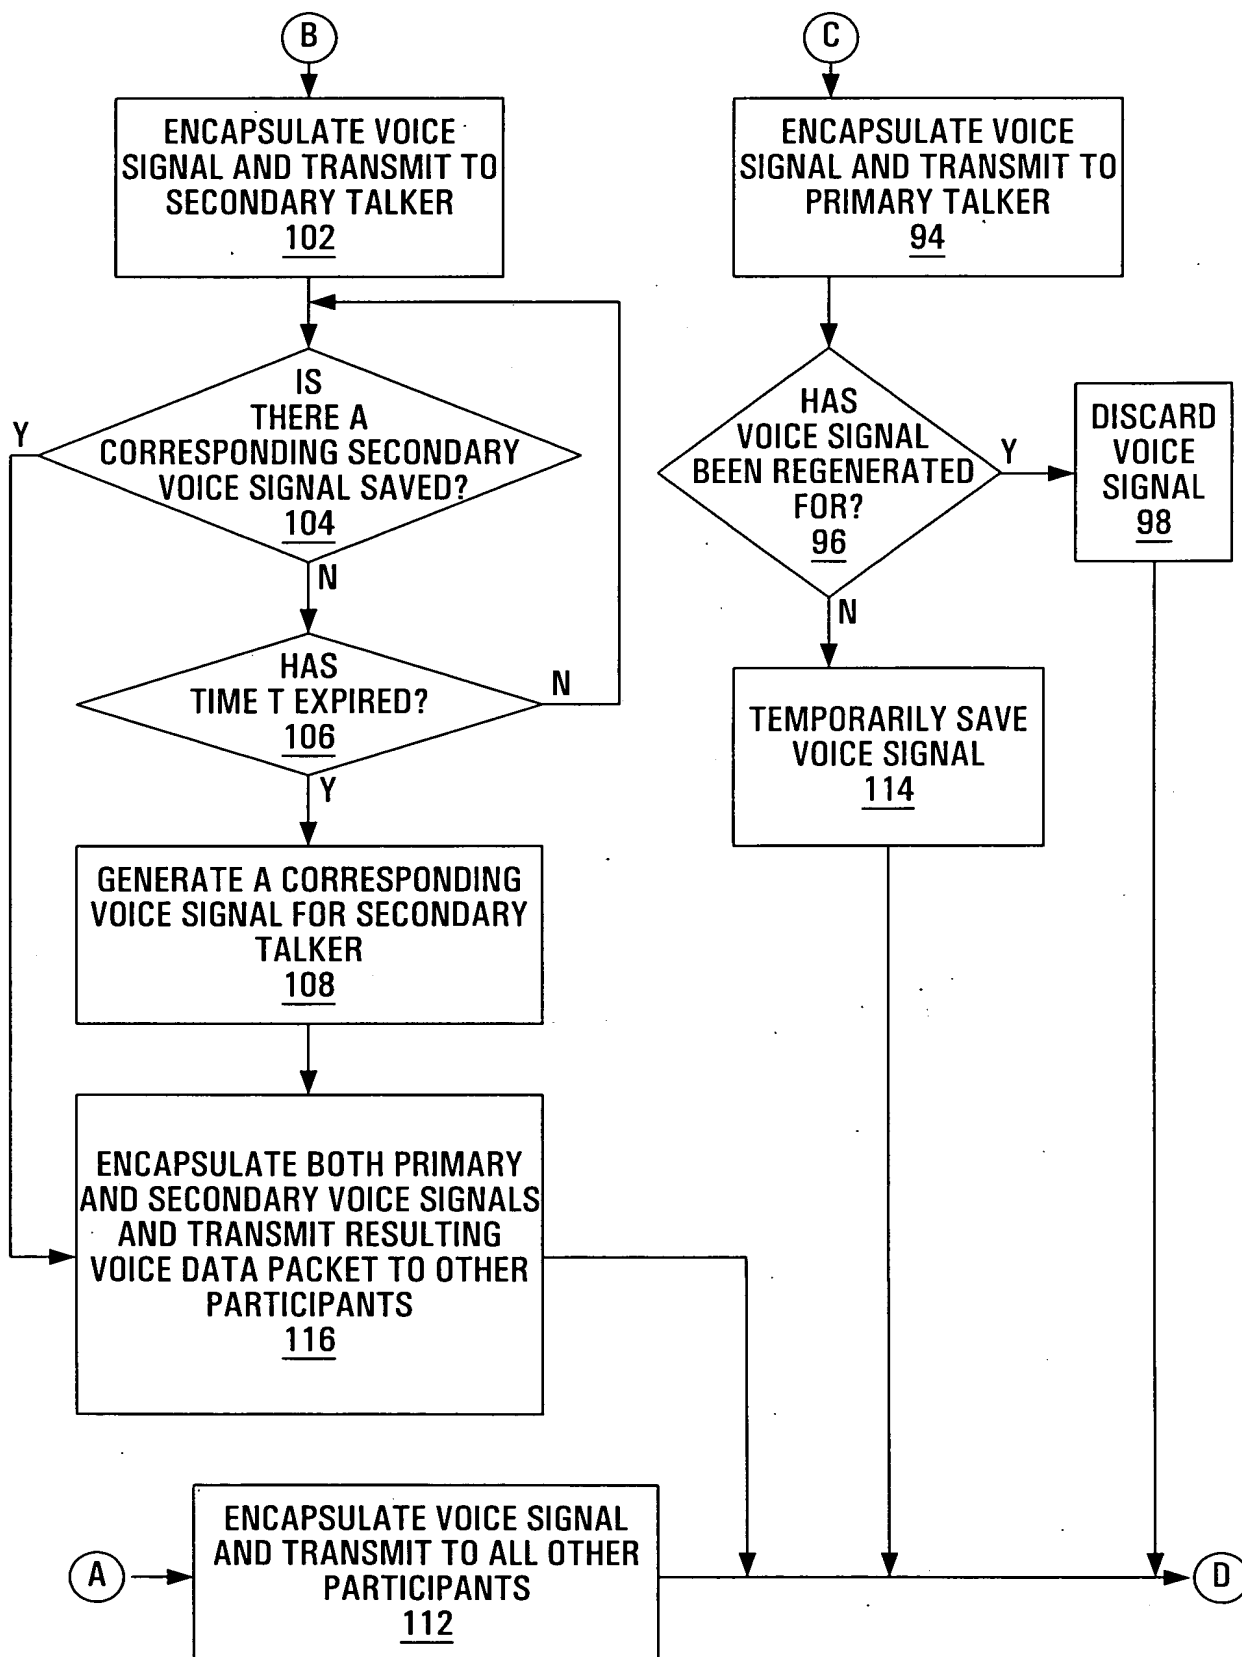 B
ENCAPSULATE VOICE
SIGNAL AND TRANSMIT TO
SECONDARY TALKER
102
IS
THERE A
CORRESPONDING SECONDARY
VOICE SIGNAL SAVED?
104
Y
N
HAS
TIME T EXPIRED?
106
N
Y
GENERATE A CORRESPONDING
VOICE SIGNAL FOR SECONDARY
TALKER
108
ENCAPSULATE BOTH PRIMARY
AND SECONDARY VOICE SIGNALS
AND TRANSMIT RESULTING
VOICE DATA PACKET TO OTHER
PARTICIPANTS
116
C
ENCAPSULATE VOICE
SIGNAL AND TRANSMIT TO
PRIMARY TALKER
94
HAS
VOICE SIGNAL
BEEN REGENERATED
FOR?
96
Y
DISCARD
VOICE
SIGNAL
98
N
TEMPORARILY SAVE
VOICE SIGNAL
114
A
ENCAPSULATE VOICE SIGNAL
AND TRANSMIT TO ALL OTHER
PARTICIPANTS
112
D